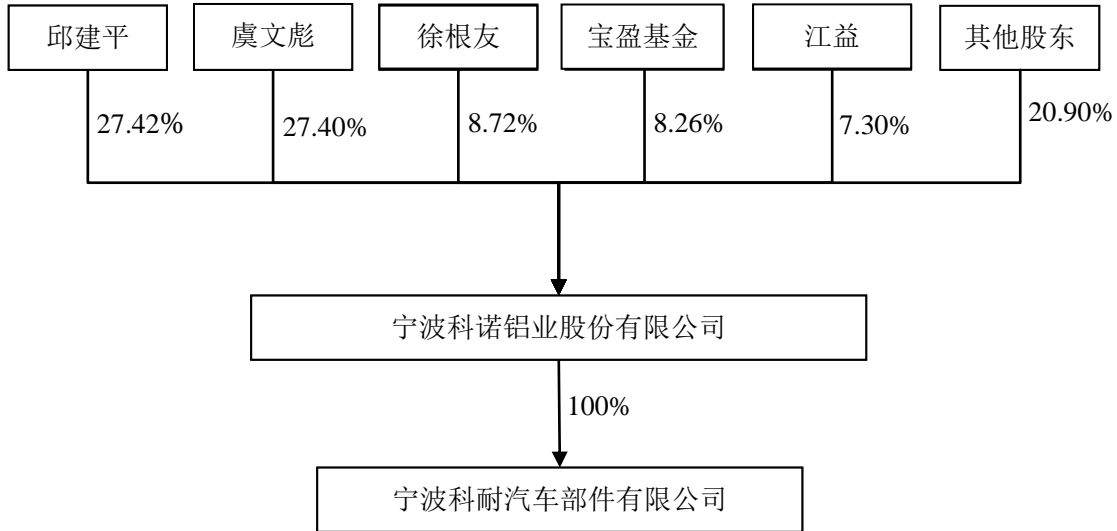 邱建平
虞文彪
徐根友
宝盈基金
江益
其他股东
27.42%
27.40%
8.72%
8.26%
7.30%
20.90%
宁波科诺铝业股份有限公司
100%
宁波科耐汽车部件有限公司